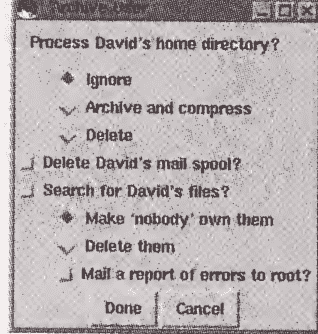 Process David's home directory?
Ignore
Archive and compress
Delete
Delete David's mail spool?
Search for David's files?
Make 'nobody' own them
Delete them
Mail a report of errors to root?
Done Cancel